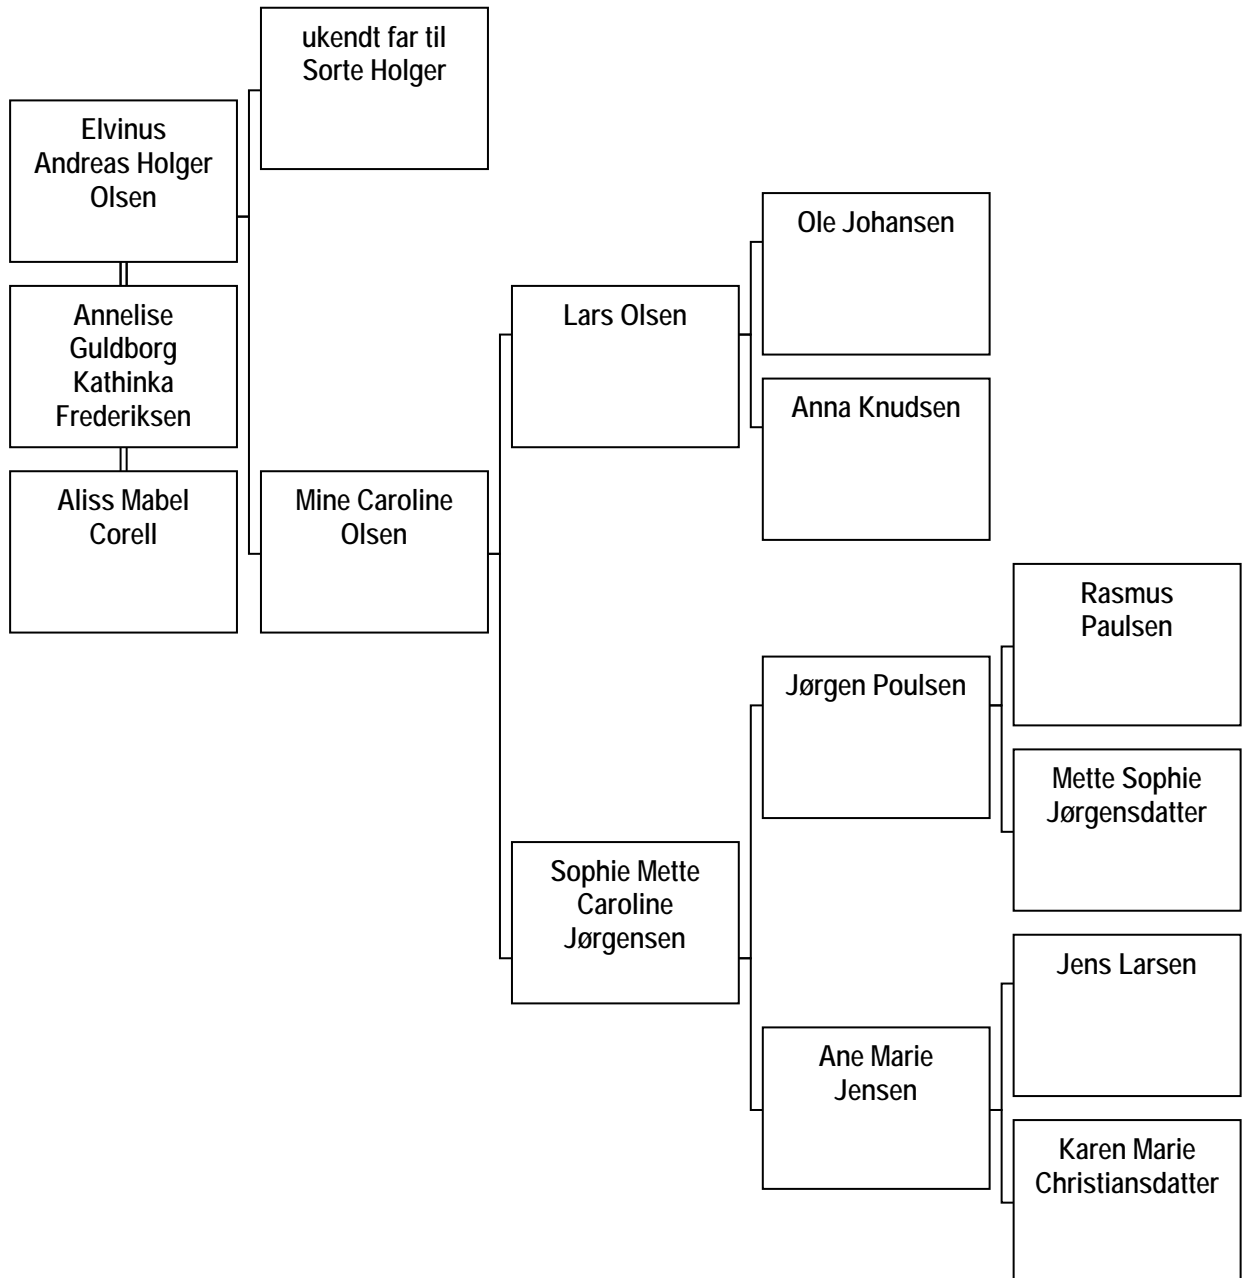 ukendt far til
Sorte Holger
Elvinus
Andreas Holger
Olsen
Annelise
Guldborg
Kathinka
Frederiksen
Aliss Mabel
Corell
Mine Caroline
Olsen
Lars Olsen
Ole Johansen
Anna Knudsen
Sophie Mette
Caroline
Jørgensen
Jørgen Poulsen
Rasmus
Paulsen
Mette Sophie
Jørgensdatter
Ane Marie
Jensen
Jens Larsen
Karen Marie
Christiansdatter